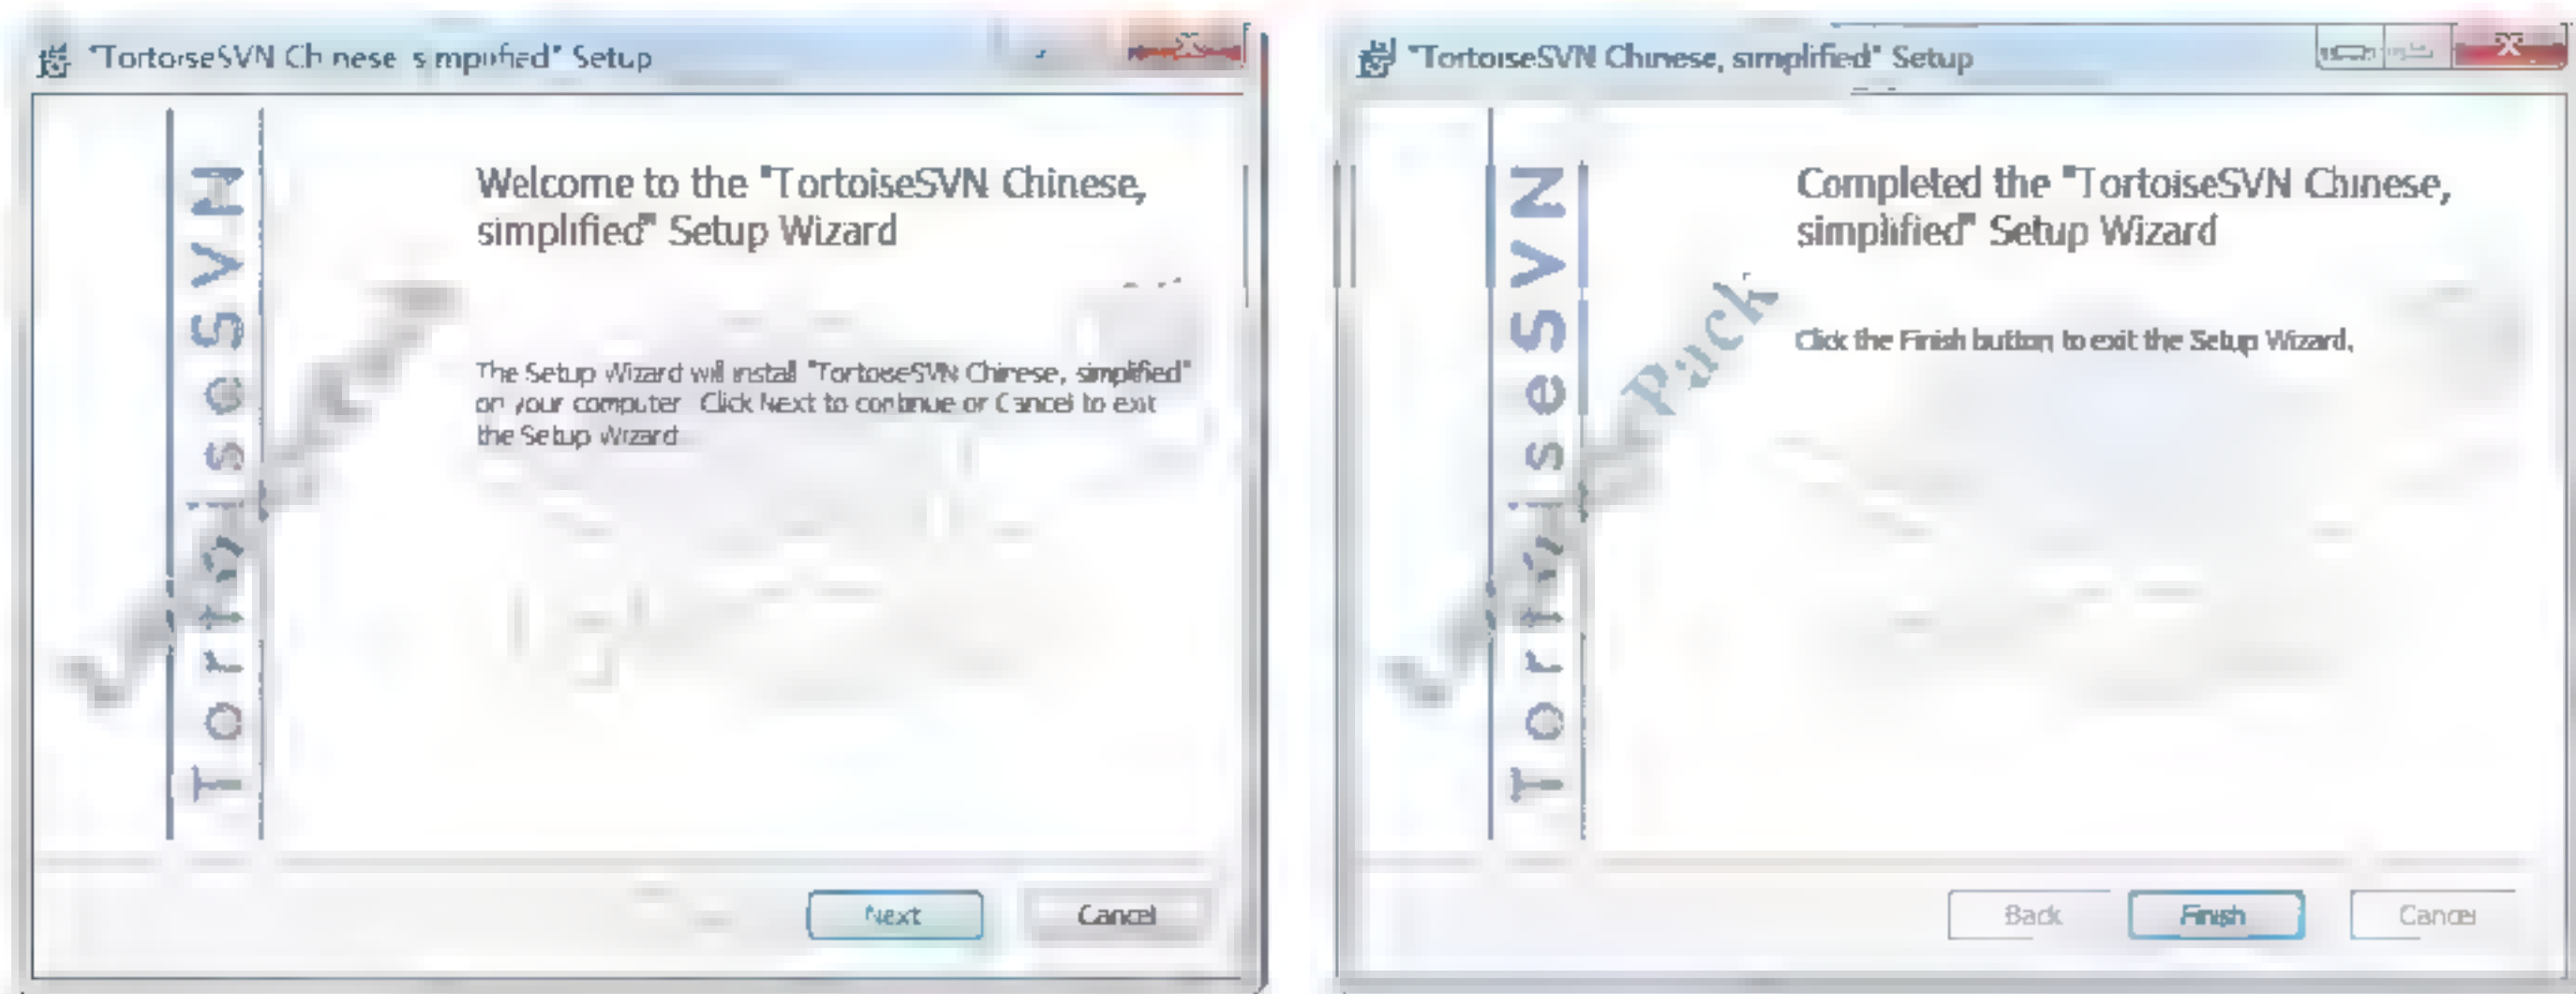 "TortoiseSVN Chinese, simplified" Setup
TortoiseSVN
Welcome to the "TortoiseSVN Chinese,
simplified" Setup Wizard
The Setup Wizard will install "TortoiseSVN Chinese, simplified"
on your computer. Click Next to continue or Cancel to exit
the Setup Wizard
Next
Cancel
"TortoiseSVN Chinese, simplified" Setup
TortoiseSVN
Pack
Completed the "TortoiseSVN Chinese,
simplified" Setup Wizard
Click the Finish button to exit the Setup Wizard.
Back
Finish
Cancel